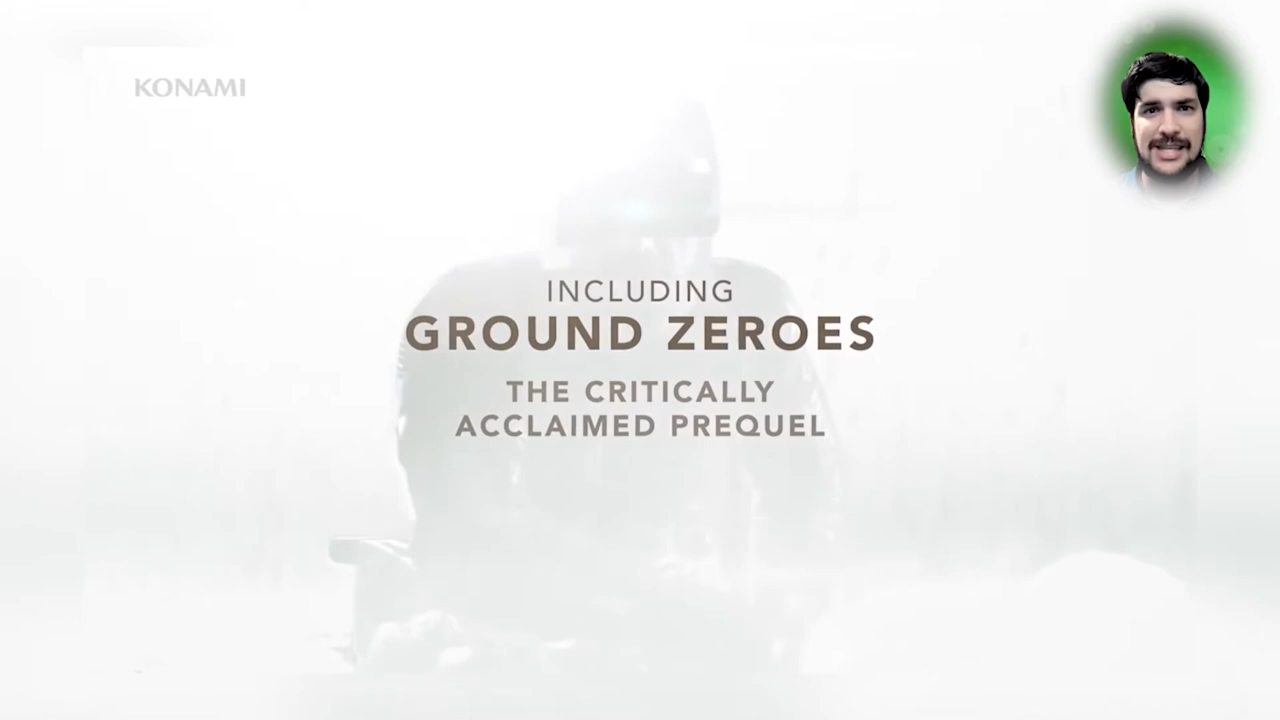 KONAMI
INCLUDING
GROUND ZEROES
THE CRITICALLY
ACCLAIMED PREQUEL